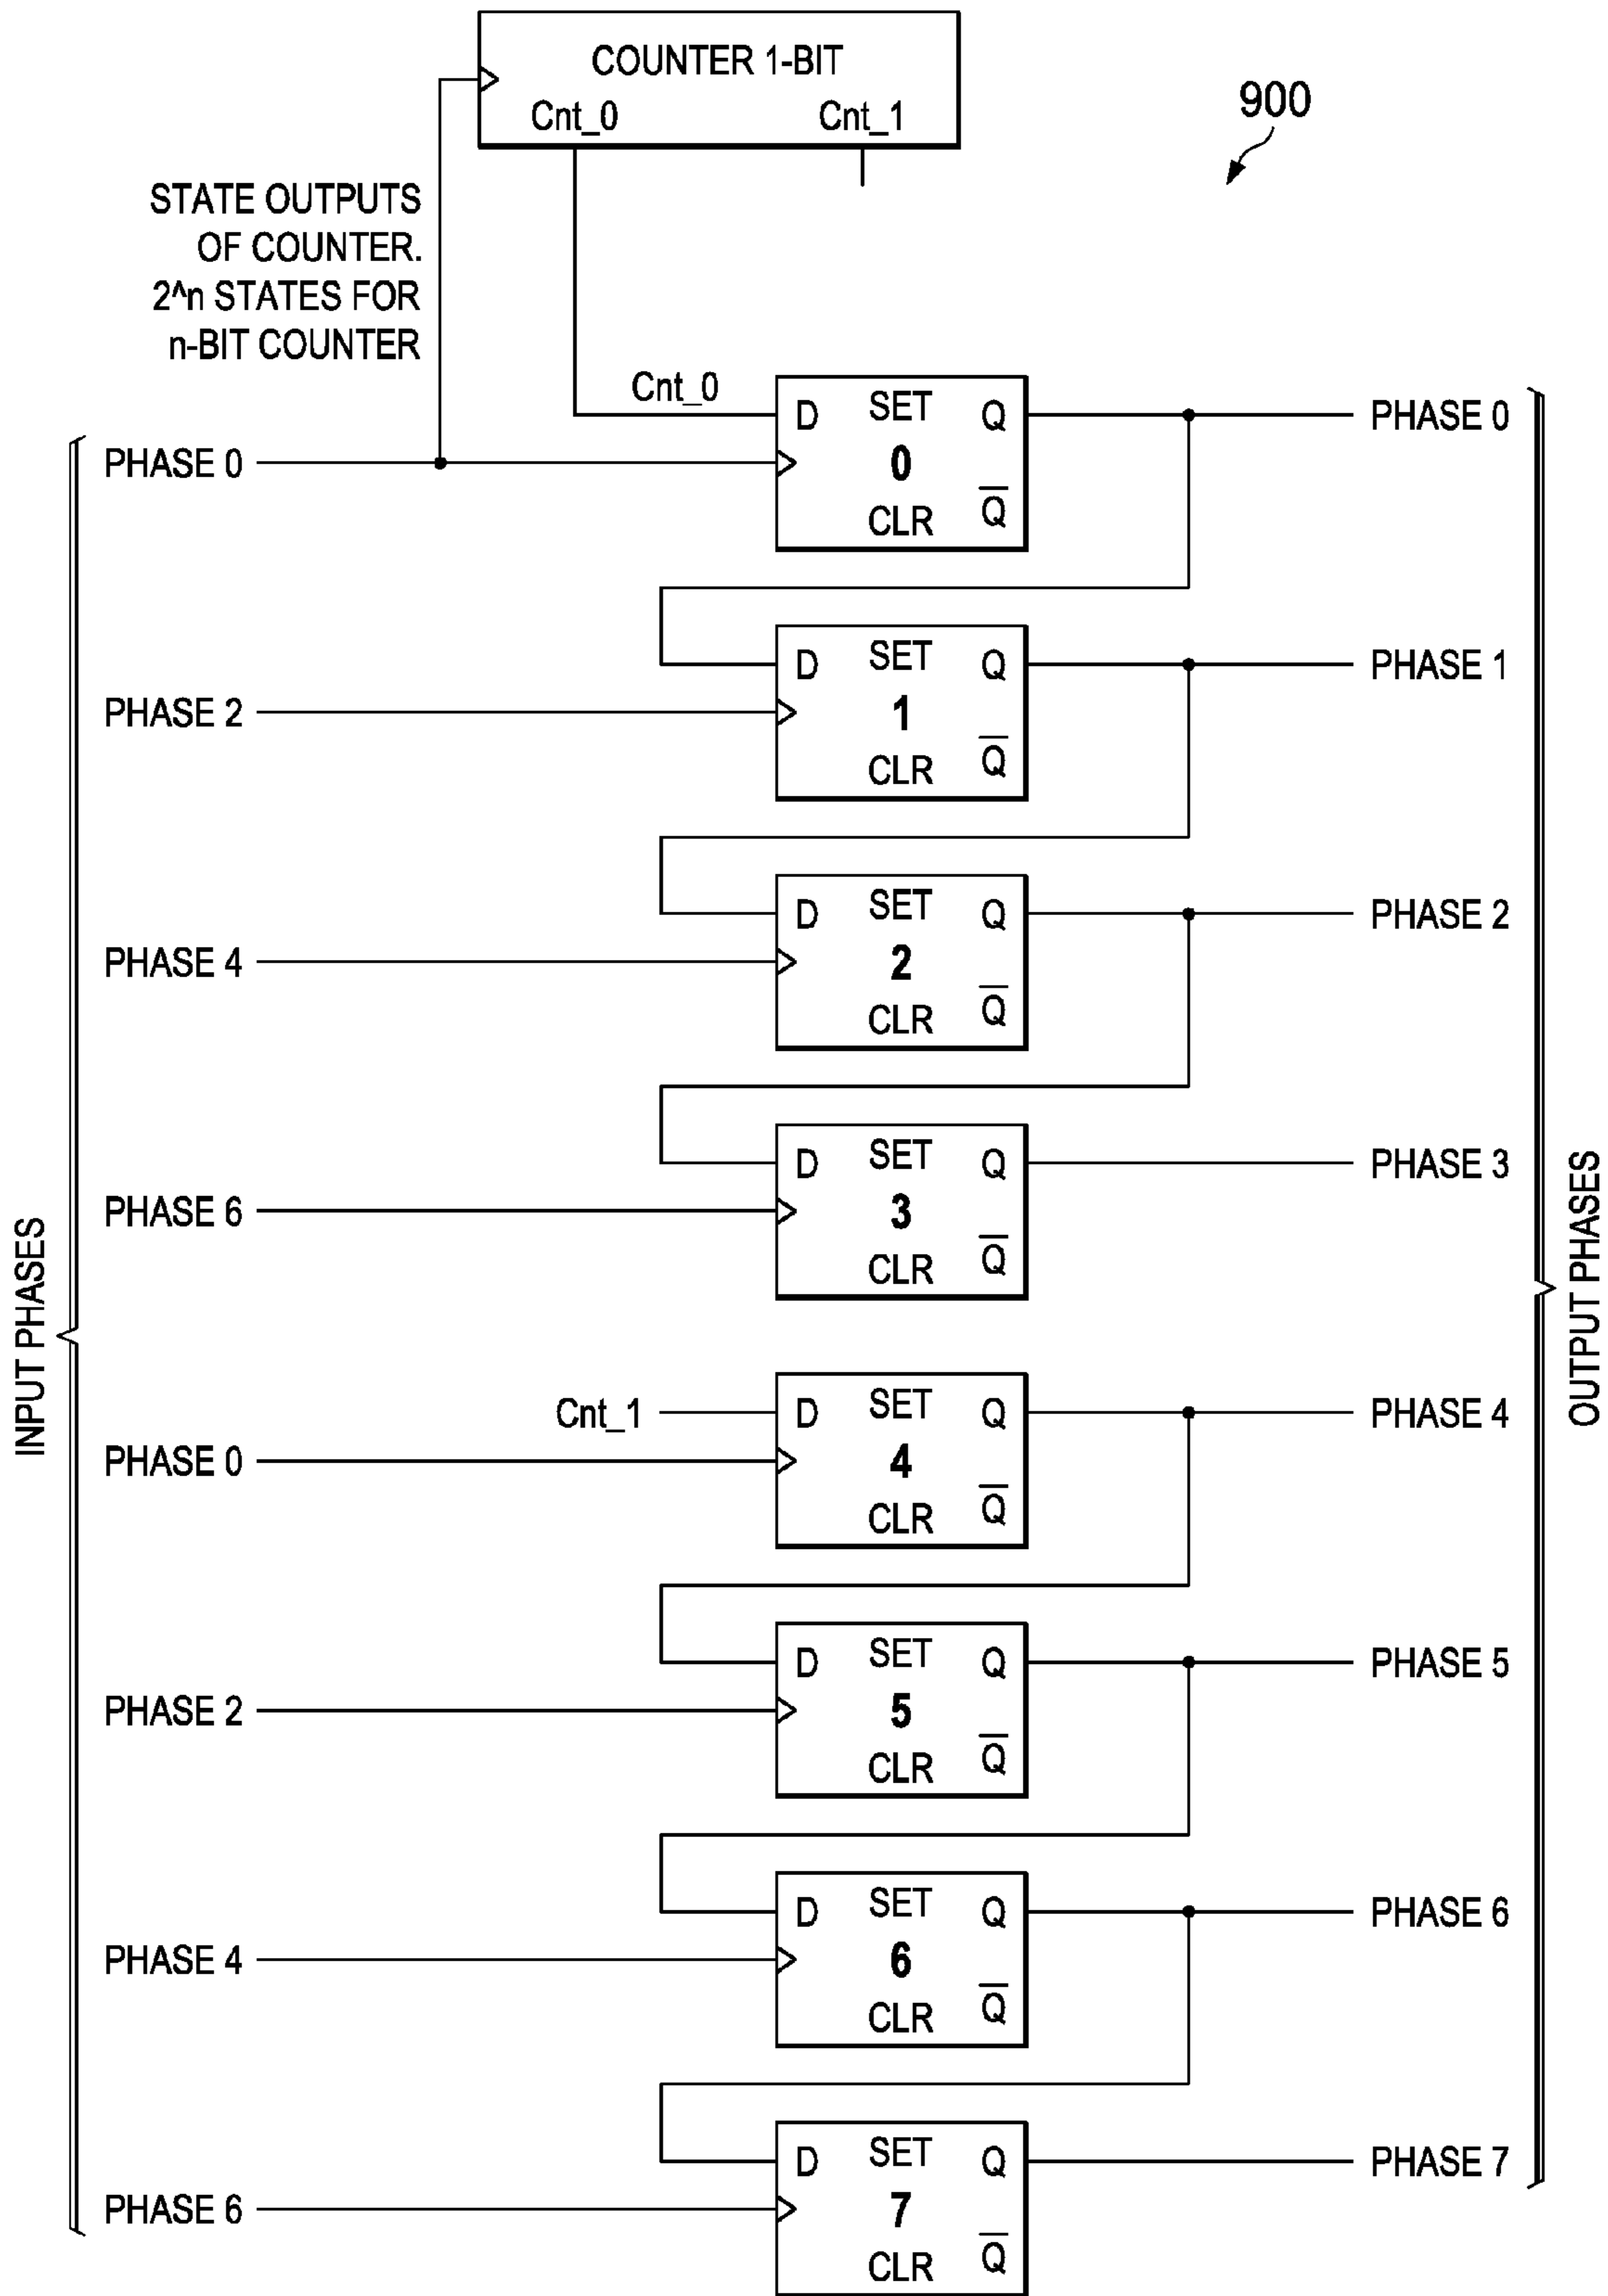 COUNTER 1-BIT
Cnt_0 Cnt_1
900
STATE OUTPUTS
OF COUNTER.
2^n STATES FOR
n-BIT COUNTER
Cnt_0
D SET Q
PHASE 0
PHASE 0
0
CLR Q̅
D SET Q
PHASE 1
PHASE 2
1
CLR Q̅
D SET Q
PHASE 2
PHASE 4
2
CLR Q̅
D SET Q
PHASE 3
PHASE 6
3
CLR Q̅
INPUT PHASES
OUTPUT PHASES
Cnt_1
D SET Q
PHASE 4
PHASE 0
4
CLR Q̅
D SET Q
PHASE 5
PHASE 2
5
CLR Q̅
D SET Q
PHASE 6
PHASE 4
6
CLR Q̅
D SET Q
PHASE 7
PHASE 6
7
CLR Q̅